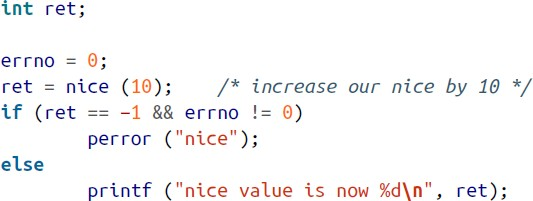 int ret;
errno = 0;
ret = nice (10);    /* increase our nice by 10 */
if (ret == -1 && errno != 0)
        perror ("nice");
else
        printf ("nice value is now %d\n", ret);